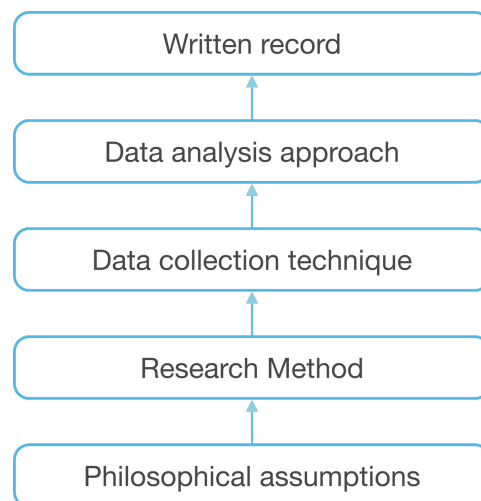 Written record
Data analysis approach
Data collection technique
Research Method
Philosophical assumptions